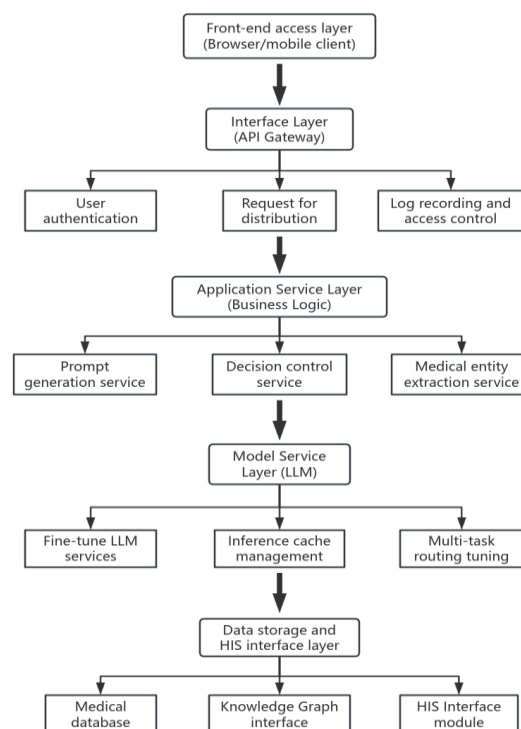 Front-end access layer
(Browser/mobile client)
Interface Layer
(API Gateway)
User
authentication
Request for
distribution
Log recording and
access control
Application Service Layer
(Business Logic)
Prompt
generation service
Decision control
service
Medical entity
extraction service
Model Service
Layer (LLM)
Fine-tune LLM
services
Inference cache
management
Multi-task
routing tuning
Data storage and
HIS interface layer
Medical
database
Knowledge Graph
interface
HIS Interface
module